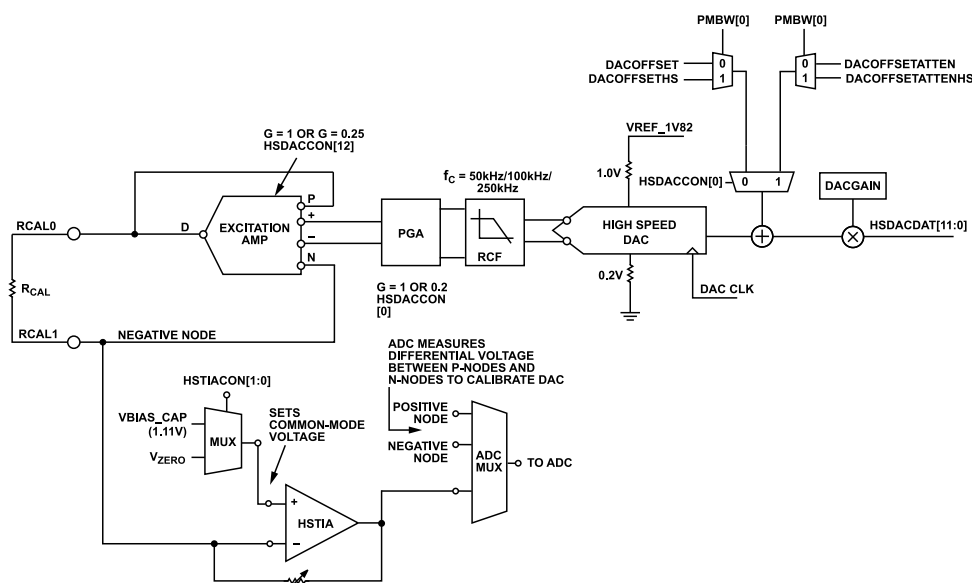 PMBW[0]
PMBW[0]
DACOFFSET
DACOFFSETHS
0
1
0
1
DACOFFSETATTEN
DACOFFSETATTENHS
G = 1 OR G = 0.25
HSDACCON[12]
VREF_1V82
1.0V
fC = 50kHz/100kHz/
250kHz
HSDACCON[0]
0
1
DACGAIN
RCAL0
D
EXCITATION
AMP
P
+
–
N
PGA
RCF
HIGH SPEED
DAC
+
×
HSDACDAT[11:0]
RCAL
0.2V
DAC CLK
G = 1 OR 0.2
HSDACCON
[0]
RCAL1
NEGATIVE NODE
ADC MEASURES
DIFFERENTIAL VOLTAGE
BETWEEN P-NODES AND
N-NODES TO CALIBRATE DAC
HSTIACON[1:0]
VBIAS_CAP
(1.11V)
VZERO
MUX
SETS
COMMON-MODE
VOLTAGE
POSITIVE
NODE
NEGATIVE
NODE
ADC
MUX
TO ADC
+
HSTIA
–